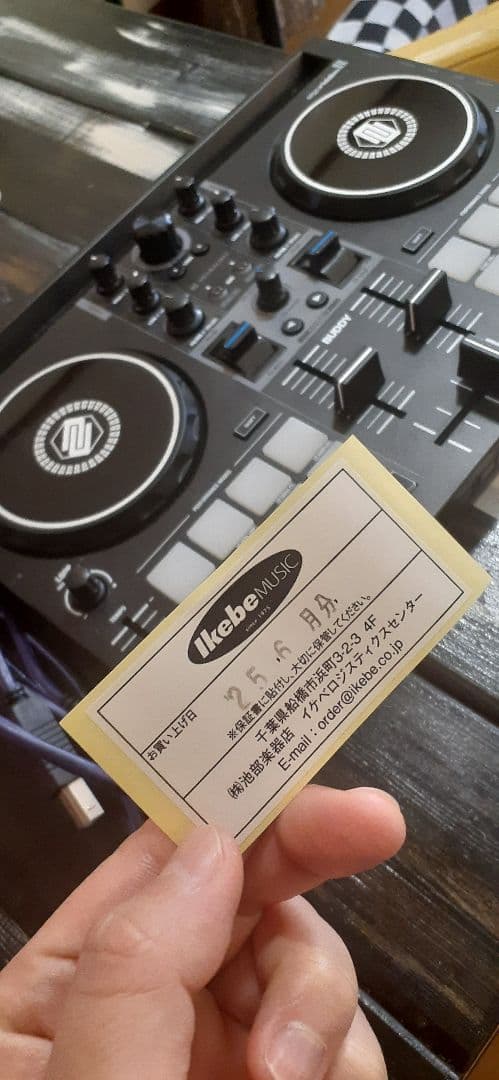 BUDDY
Ikebe MUSIC
since 1975
お買い上げ日
'25.6月分
※保証書に貼付し、大切に保管してください。
千葉県船橋市浜町3-2-3 4F
㈱池部楽器店 イケベロジスティクスセンター
E-mail：order@ikebe.co.jp